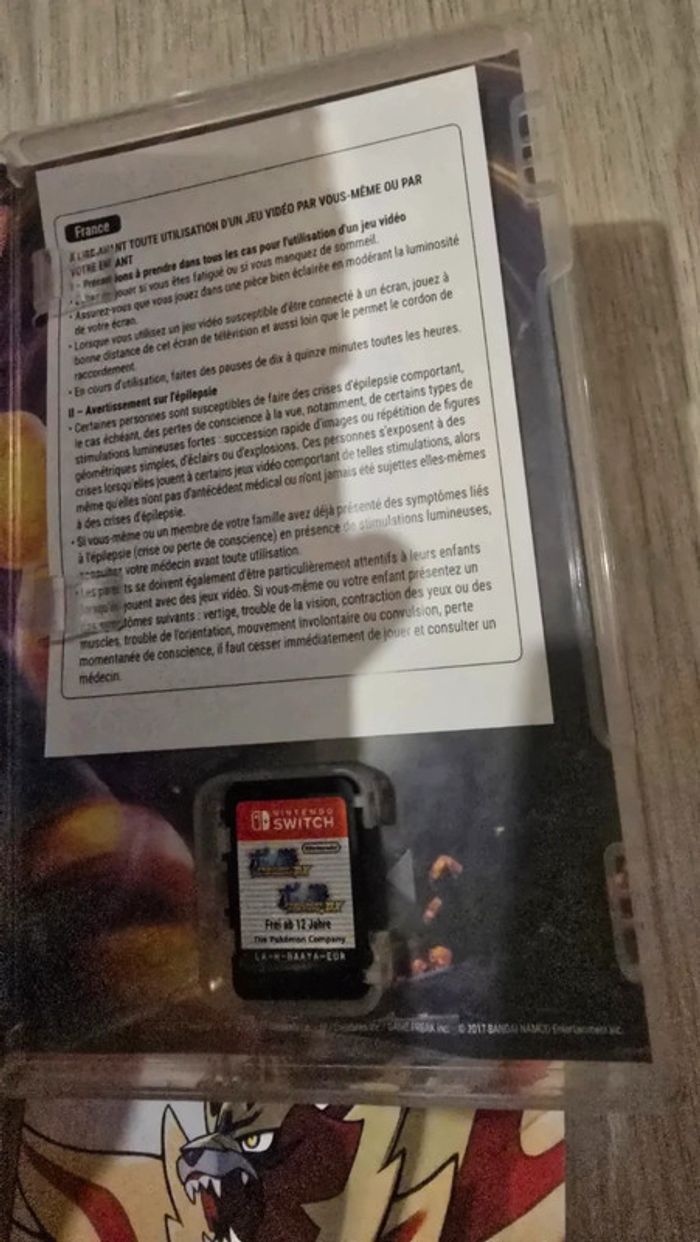 France
À LIRE AVANT TOUTE UTILISATION D'UN JEU VIDÉO PAR VOUS-MÊME OU PAR
VOTRE ENFANT
à prendre dans tous les cas pour l'utilisation d'un jeu vidéo
jouer si vous êtes fatigué ou si vous manquez de sommeil.
• Assurez-vous que vous jouez dans une pièce bien éclairée en modérant la luminosité
de votre écran.
• Lorsque vous utilisez un jeu vidéo susceptible d'être connecté à un écran, jouez à
bonne distance de cet écran de télévision et aussi loin que le permet le cordon de
raccordement.
• En cours d'utilisation, faites des pauses de dix à quinze minutes toutes les heures.
II – Avertissement sur l'épilepsie
• Certaines personnes sont susceptibles de faire des crises d'épilepsie comportant,
le cas échéant, des pertes de conscience à la vue, notamment, de certains types de
stimulations lumineuses fortes : succession rapide d'images ou répétition de figures
géométriques simples, d'éclairs ou d'explosions. Ces personnes s'exposent à des
crises lorsqu'elles jouent à certains jeux vidéo comportant de telles stimulations, alors
même qu'elles n'ont pas d'antécédent médical ou n'ont jamais été sujettes elles-mêmes
à des crises d'épilepsie.
• Si vous-même ou un membre de votre famille avez déjà présenté des symptômes liés
à l'épilepsie (crise ou perte de conscience) en présence de stimulations lumineuses,
consultez votre médecin avant toute utilisation.
• Les parents se doivent également d'être particulièrement attentifs à leurs enfants
lorsqu'ils jouent avec des jeux vidéo. Si vous-même ou votre enfant présentez un
des symptômes suivants : vertige, trouble de la vision, contraction des yeux ou des
muscles, trouble de l'orientation, mouvement involontaire ou convulsion, perte
momentanée de conscience, il faut cesser immédiatement de jouer et consulter un
médecin.
NINTENDO
SWITCH
Nintendo
Frei ab 12 Jahre
The Pokémon Company
LA-H-BAAYA-EUR
GAME FREAK inc. © 2017 BANDAI NAMCO Entertainment Inc.